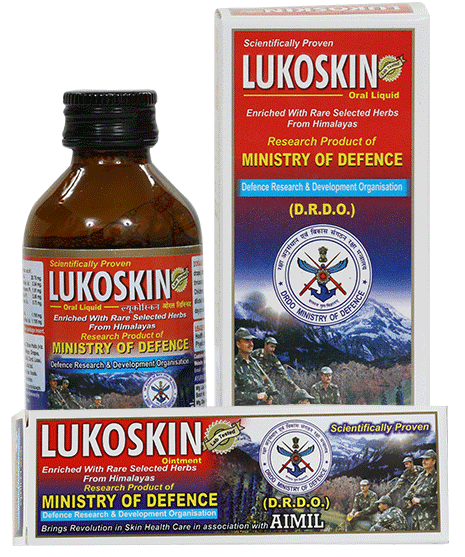 Scientifically Proven
LUKOSKIN
Oral Liquid
Enriched With Rare Selected Herbs
From Himalayas
Research Product of
MINISTRY OF DEFENCE
Defence Research & Development Organisation
(D.R.D.O.)
DRDO, MINISTRY OF DEFENCE
Scientifically Proven
LUKOSKIN
Oral Liquid
ल्यूकोस्किन
Enriched With Rare Selected Herbs
From Himalayas
Research Product of
MINISTRY OF DEFENCE
Defence Research & Development Organisation
LUKOSKIN
Lab Tested
Ointment
Scientifically Proven
Enriched With Rare Selected Herbs
From Himalayas
Research Product of
MINISTRY OF DEFENCE
(D.R.D.O.)
Defence Research & Development Organisation
Brings Revolution in Skin Health Care in association with AIMIL
DRDO, MINISTRY OF DEFENCE